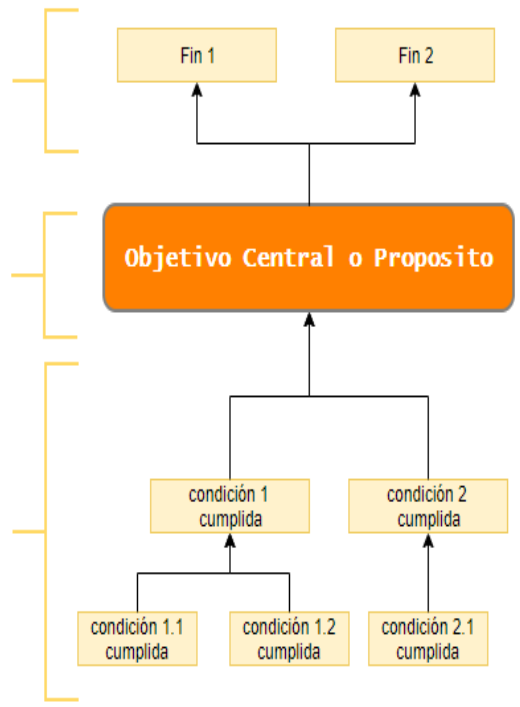 Fin 1
Fin 2
Objetivo Central o Proposito
condición 1
cumplida
condición 2
cumplida
condición 1.1
cumplida
condición 1.2
cumplida
condición 2.1
cumplida